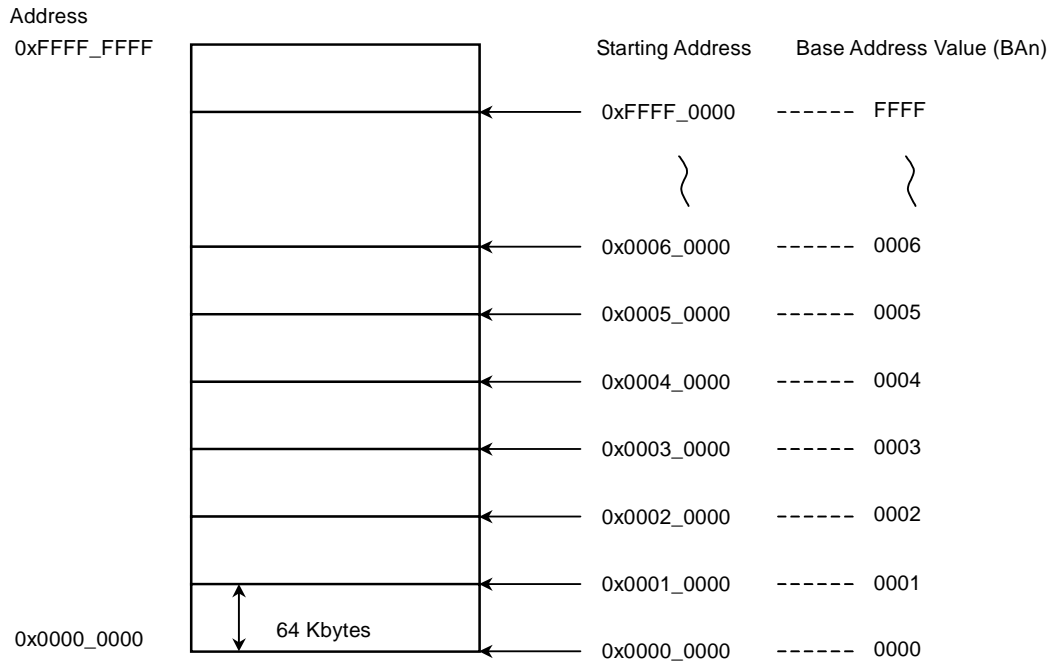 Address
0xFFFF_FFFF
Starting Address Base Address Value (BAn)
0xFFFF_0000 ------ FFFF
0x0006_0000 ------ 0006
0x0005_0000 ------ 0005
0x0004_0000 ------ 0004
0x0003_0000 ------ 0003
0x0002_0000 ------ 0002
0x0001_0000 ------ 0001
64 Kbytes
0x0000_0000
0x0000_0000 ------ 0000